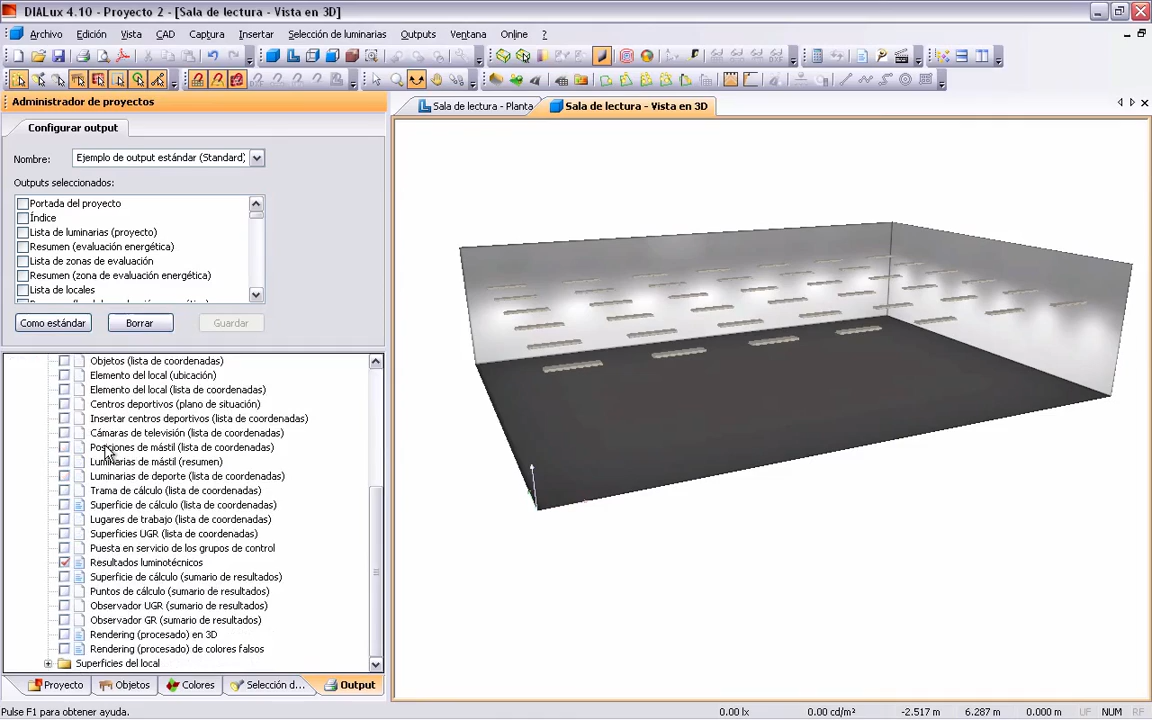 DIALux 4.10 - Proyecto 2 - [Sala de lectura - Vista en 3D]
Archivo Edición Vista CAD Captura Insertar Selección de luminarias Outputs Ventana Online ?
Administrador de proyectos
Sala de lectura - Planta
Sala de lectura - Vista en 3D
Configurar output
Nombre: Ejemplo de output estándar (Standard)
Outputs seleccionados:
Portada del proyecto
Índice
Lista de luminarias (proyecto)
Resumen (evaluación energética)
Lista de zonas de evaluación
Resumen (zona de evaluación energética)
Lista de locales
Como estándar Borrar Guardar
Objetos (lista de coordenadas)
Elemento del local (ubicación)
Elemento del local (lista de coordenadas)
Centros deportivos (plano de situación)
Insertar centros deportivos (lista de coordenadas)
Cámaras de televisión (lista de coordenadas)
Posiciones de mástil (lista de coordenadas)
Luminarias de mástil (resumen)
Luminarias de deporte (lista de coordenadas)
Trama de cálculo (lista de coordenadas)
Superficie de cálculo (lista de coordenadas)
Lugares de trabajo (lista de coordenadas)
Superficies UGR (lista de coordenadas)
Puesta en servicio de los grupos de control
Resultados luminotécnicos
Superficie de cálculo (sumario de resultados)
Puntos de cálculo (sumario de resultados)
Observador UGR (sumario de resultados)
Observador GR (sumario de resultados)
Rendering (procesado) en 3D
Rendering (procesado) de colores falsos
Superficies del local
Proyecto Objetos Colores Selección d... Output
Pulse F1 para obtener ayuda. 0.00 lx 0.00 cd/m² -2.517 m 6.287 m 0.000 m UF NUM RF